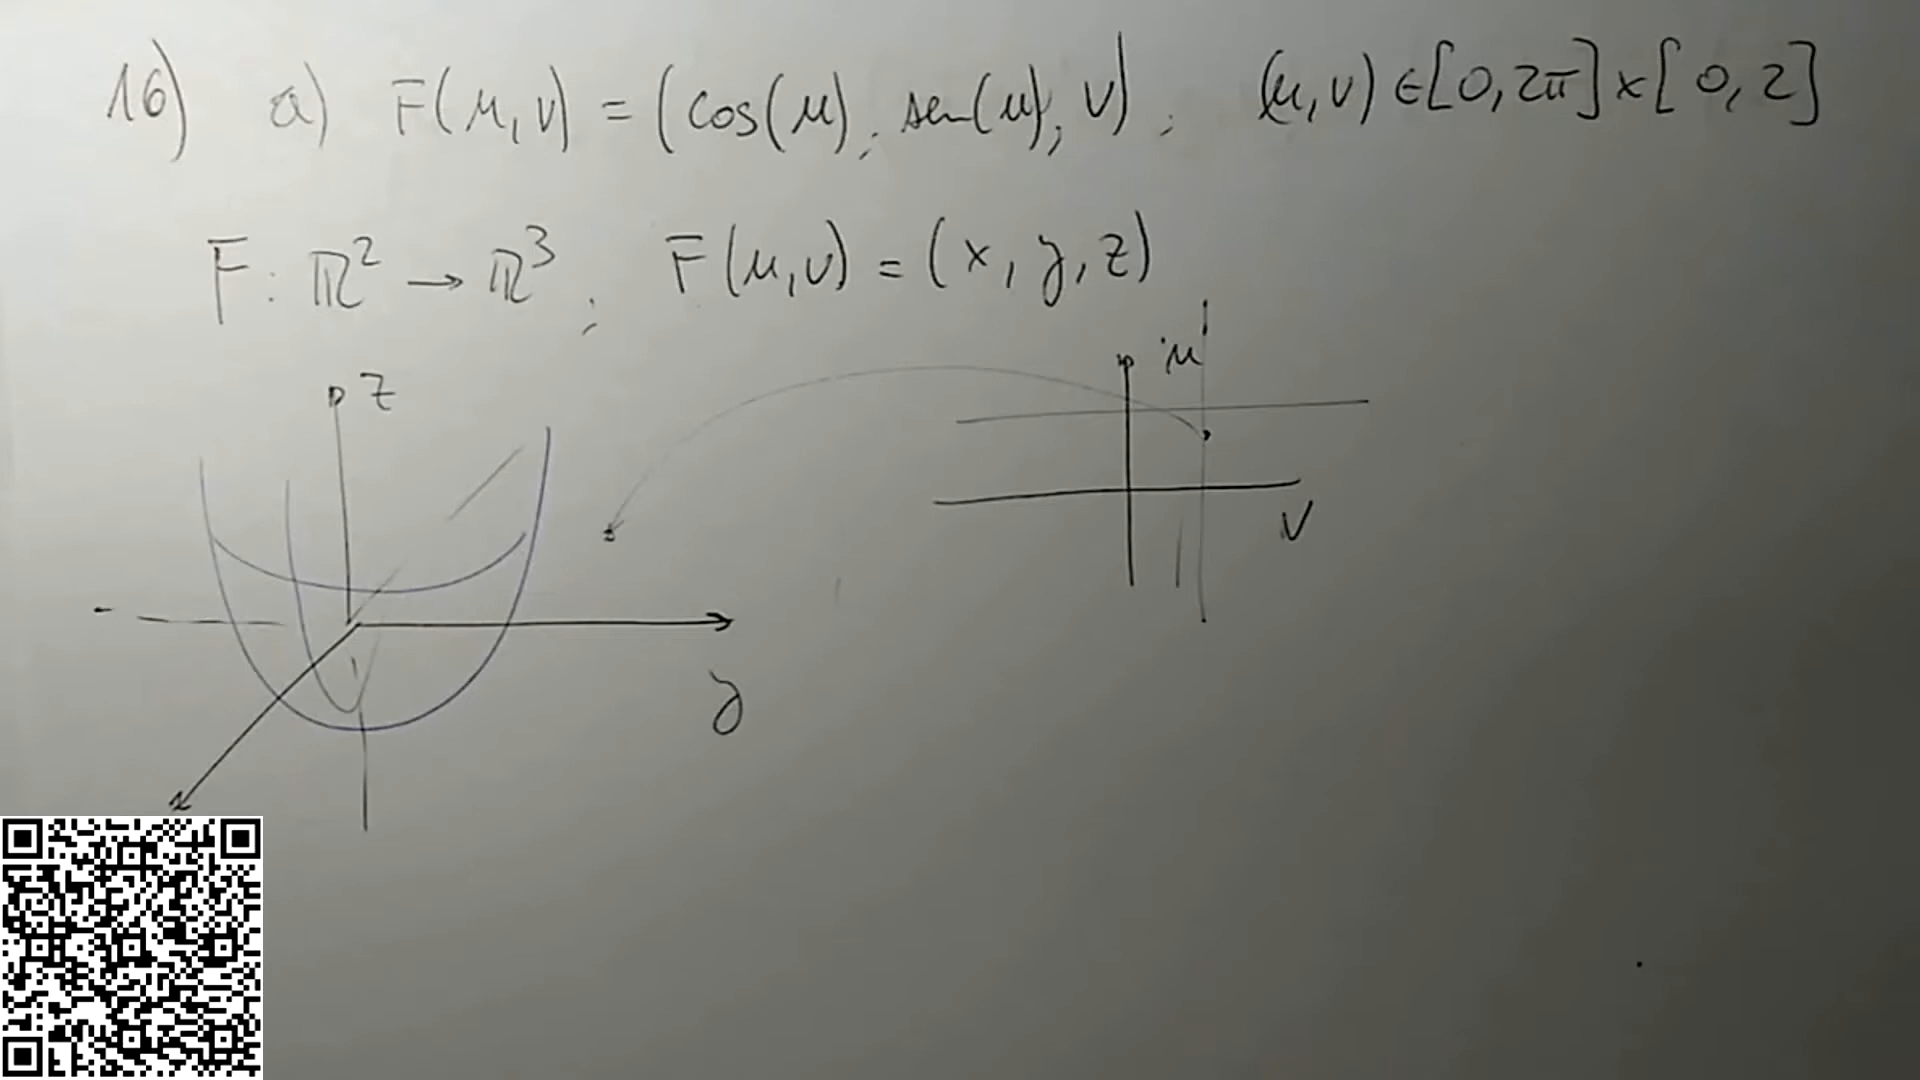 16) a) F(μ, v) = (cos(μ), sen(μ), v), (μ, v) ∈ [0, 2π] × [0, 2]
F: ℝ² → ℝ³; F(μ, v) = (x, y, z)
z
μ
v
y